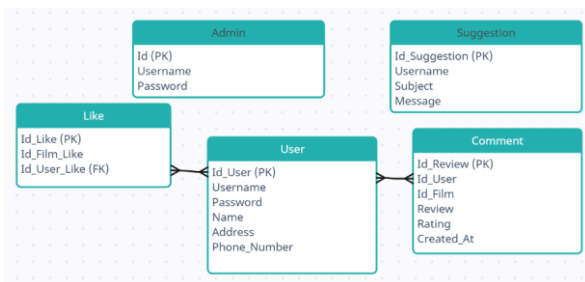 Admin
Id (PK)
Username
Password
Suggestion
Id_Suggestion (PK)
Username
Subject
Message
Like
Id_Like (PK)
Id_Film_Like
Id_User_Like (FK)
User
Id_User (PK)
Username
Password
Name
Address
Phone_Number
Comment
Id_Review (PK)
Id_User
Id_Film
Review
Rating
Created_At